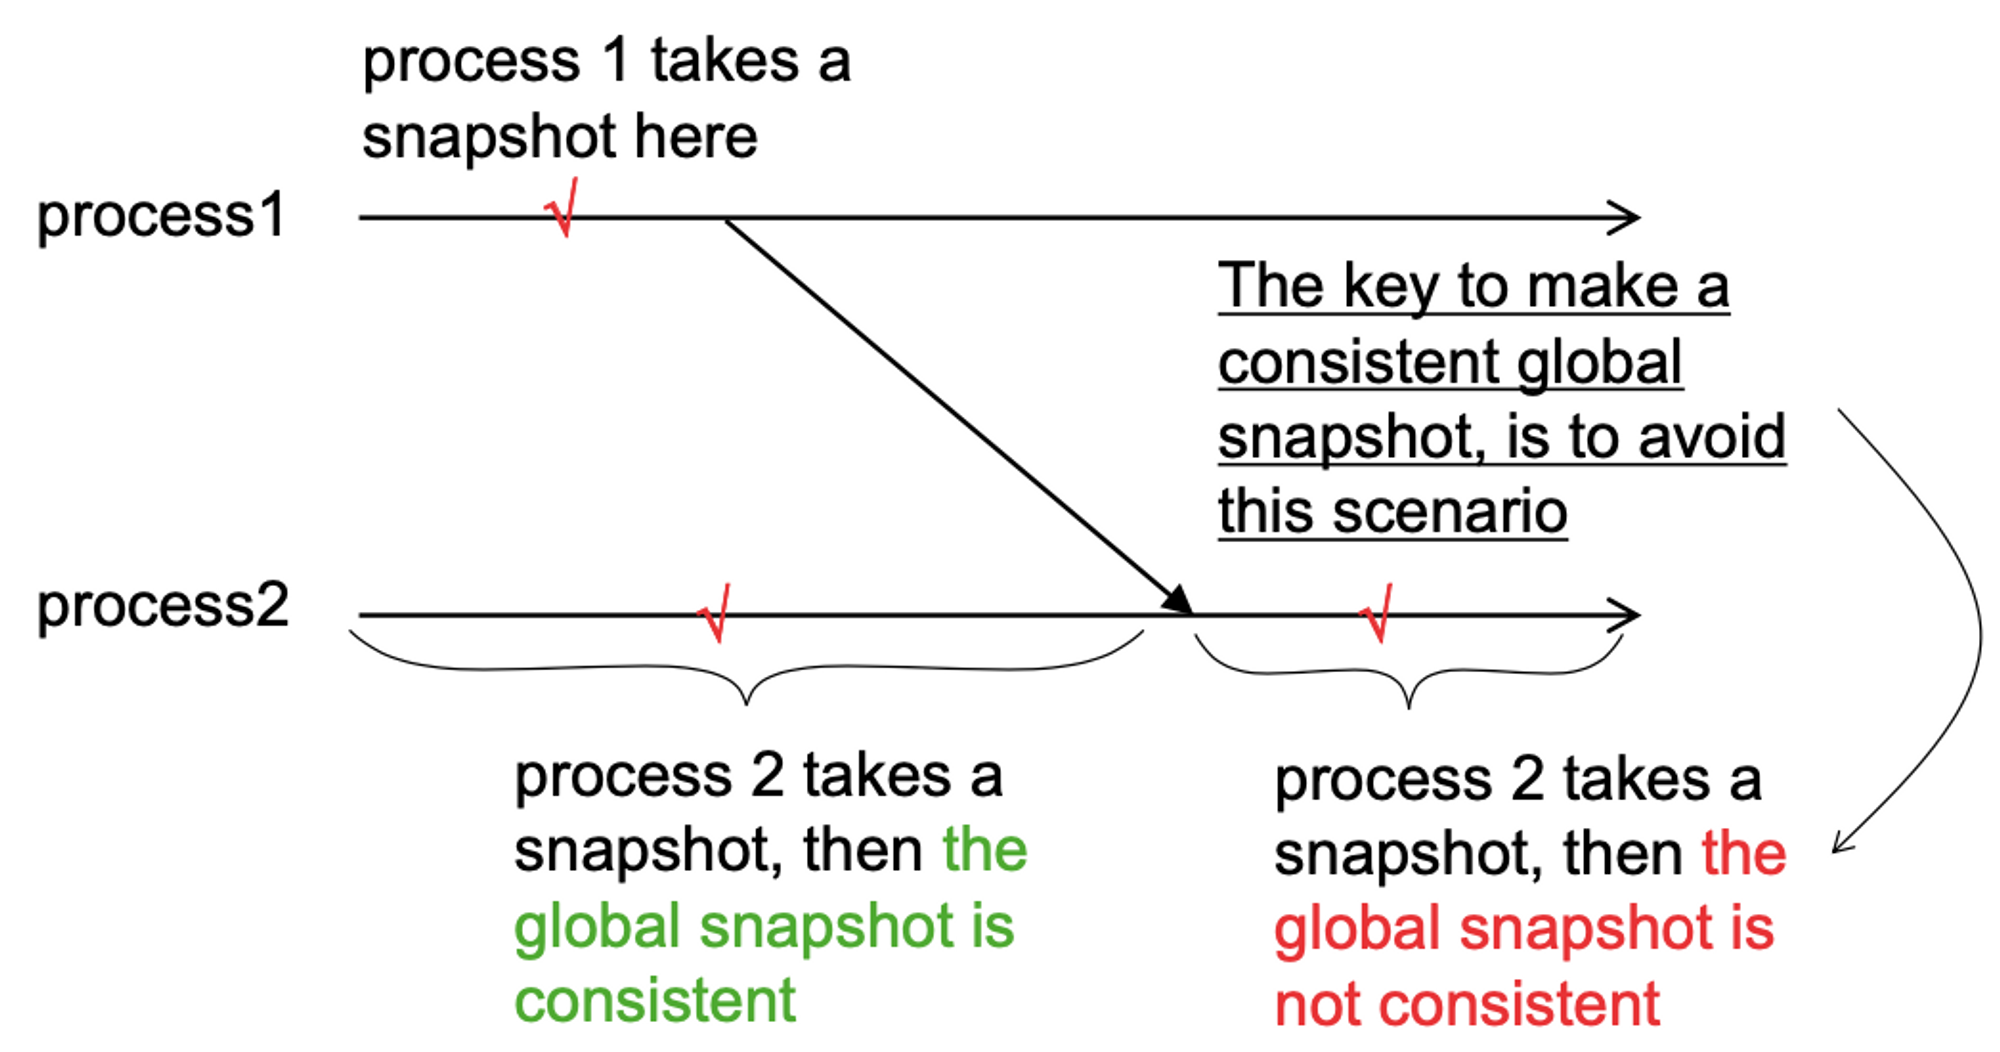 process 1 takes a
snapshot here
process1
The key to make a
consistent global
snapshot, is to avoid
this scenario
process2
process 2 takes a
snapshot, then the
global snapshot is
consistent
process 2 takes a
snapshot, then the
global snapshot is
not consistent